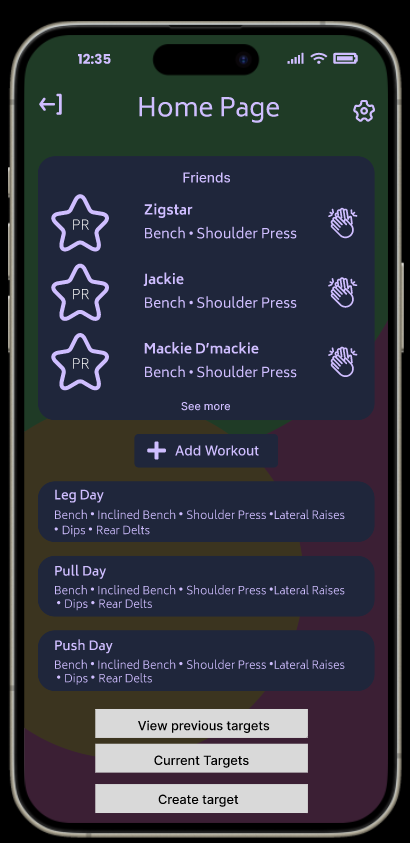 12:35
Home Page
Friends
PR
Zigstar
Bench • Shoulder Press
PR
Jackie
Bench • Shoulder Press
PR
Mackie D'mackie
Bench • Shoulder Press
See more
Add Workout
Leg Day
Bench • Inclined Bench • Shoulder Press •Lateral Raises
• Dips • Rear Delts
Pull Day
Bench • Inclined Bench • Shoulder Press •Lateral Raises
• Dips • Rear Delts
Push Day
Bench • Inclined Bench • Shoulder Press •Lateral Raises
• Dips • Rear Delts
View previous targets
Current Targets
Create target